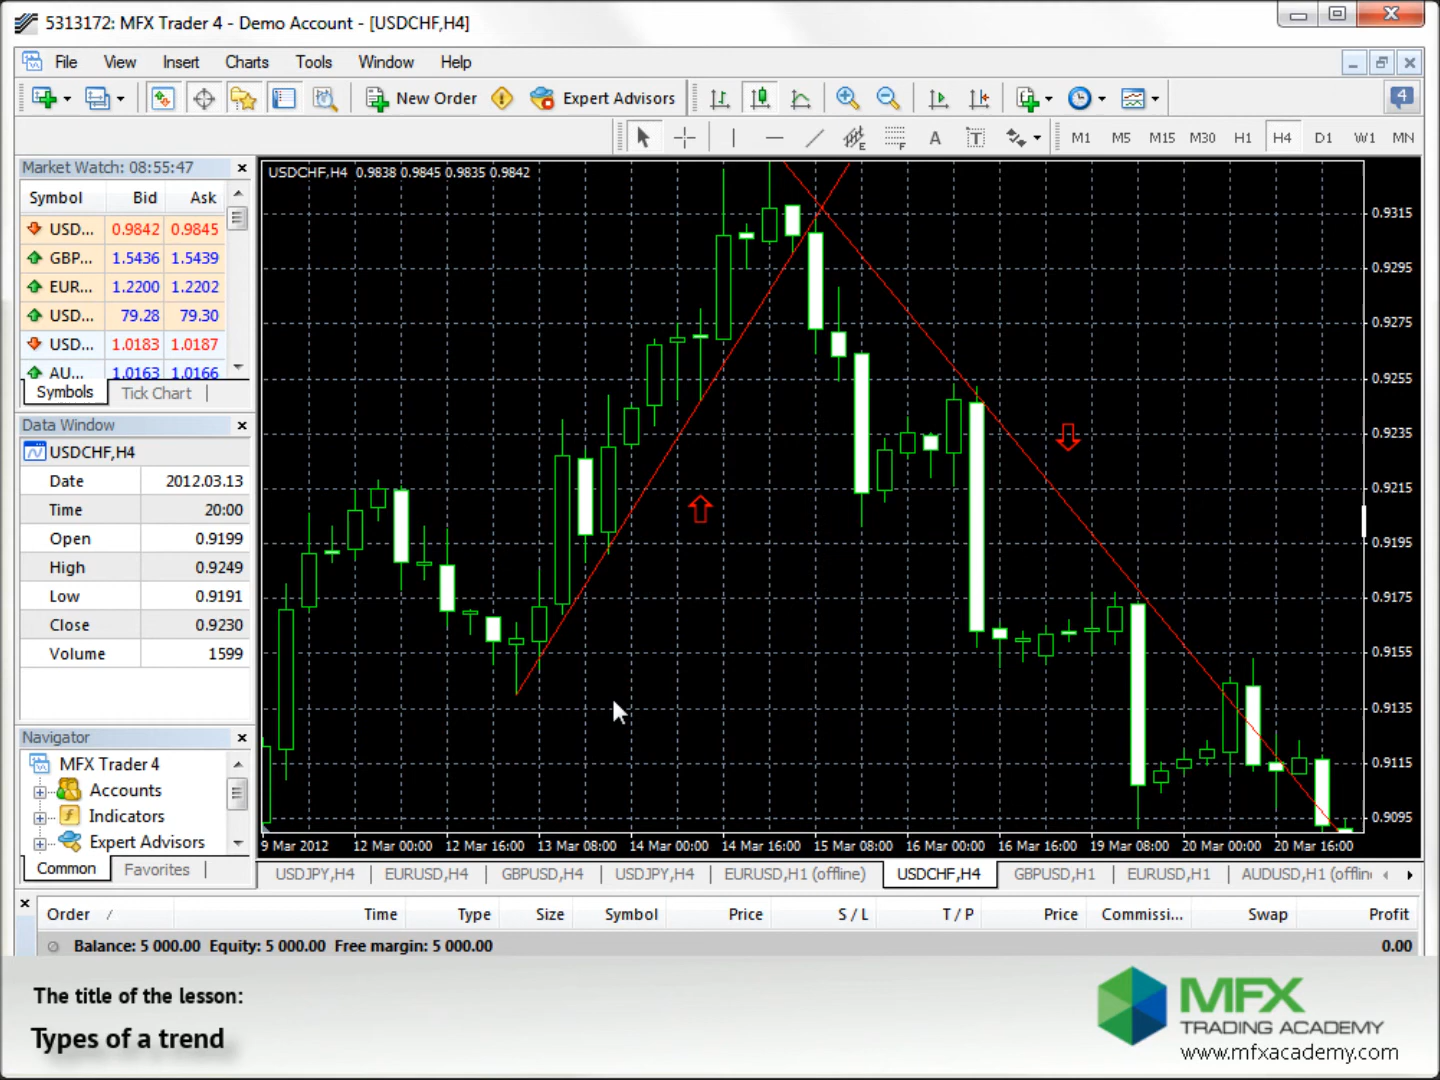 5313172: MFX Trader 4 - Demo Account - [USDCHF,H4]
File View Insert Charts Tools Window Help
New Order Expert Advisors 4
A T M1 M5 M15 M30 H1 H4 D1 W1 MN
Market Watch: 08:55:47
Symbol Bid Ask
USD... 0.9842 0.9845
GBP... 1.5436 1.5439
EUR... 1.2200 1.2202
USD... 79.28 79.30
USD... 1.0183 1.0187
AU... 1.0163 1.0166
Symbols Tick Chart
Data Window
USDCHF,H4
Date 2012.03.13
Time 20:00
Open 0.9199
High 0.9249
Low 0.9191
Close 0.9230
Volume 1599
Navigator
MFX Trader 4
Accounts
Indicators
Expert Advisors
Common Favorites
USDCHF,H4 0.9838 0.9845 0.9835 0.9842
0.9315
0.9295
0.9275
0.9255
0.9235
0.9215
0.9195
0.9175
0.9155
0.9135
0.9115
0.9095
9 Mar 2012 12 Mar 00:00 12 Mar 16:00 13 Mar 08:00 14 Mar 00:00 14 Mar 16:00 15 Mar 08:00 16 Mar 00:00 16 Mar 16:00 19 Mar 08:00 20 Mar 00:00 20 Mar 16:00
USDJPY,H4 EURUSD,H4 GBPUSD,H4 USDJPY,H4 EURUSD,H1 (offline) USDCHF,H4 GBPUSD,H1 EURUSD,H1 AUDUSD,H1 (offlin
Order / Time Type Size Symbol Price S / L T / P Price Commissi... Swap Profit
Balance: 5 000.00 Equity: 5 000.00 Free margin: 5 000.00 0.00
The title of the lesson:
Types of a trend
MFX
TRADING ACADEMY
www.mfxacademy.com